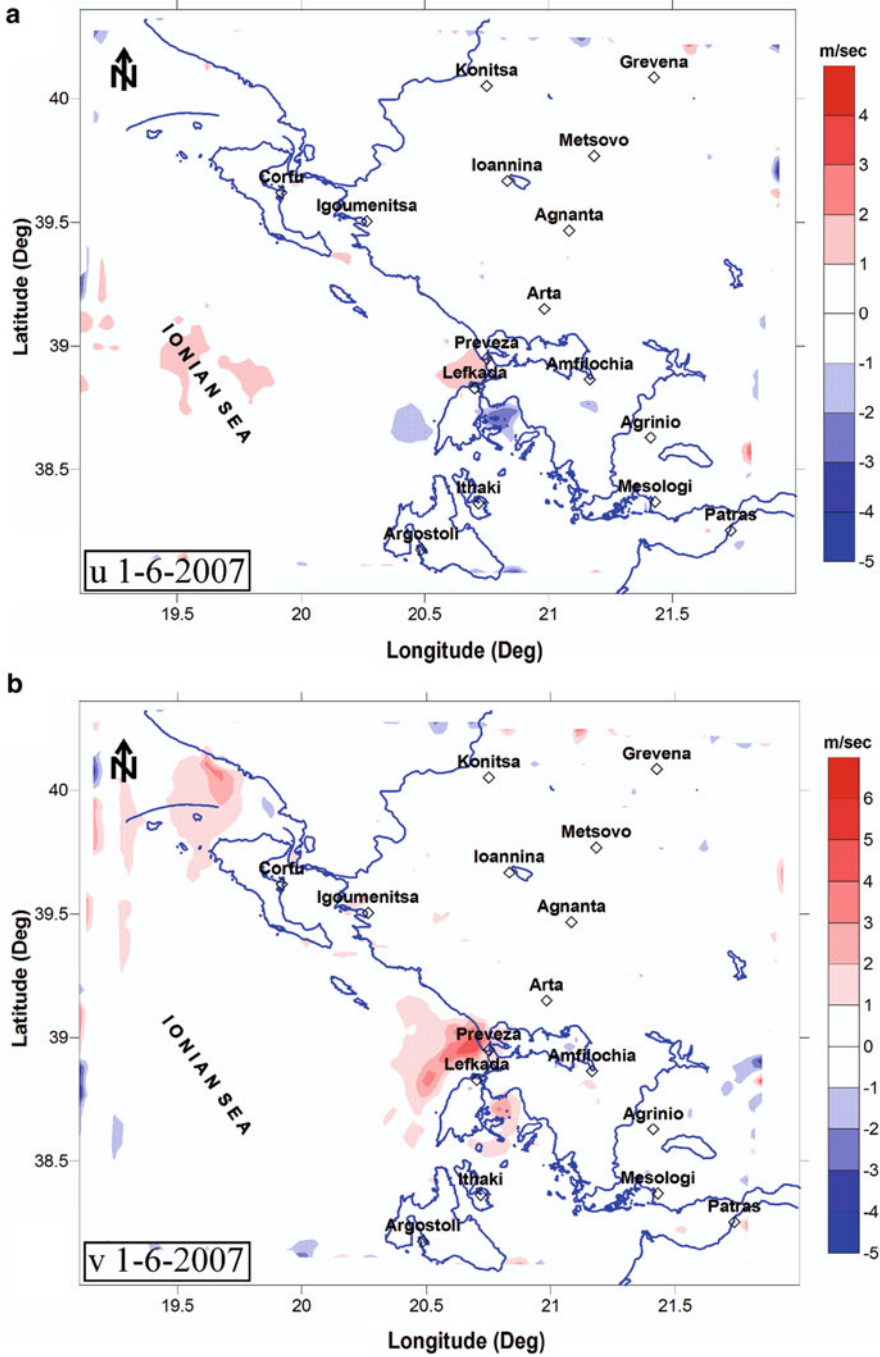 a
m/sec
N
Konitsa
Grevena
40
4
Metsovo
Ioannina
3
Corfu
Igoumenitsa
Agnanta
39.5
2
1
Arta
0
Preveza
39
Lefkada
Amfilochia
-1
IONIAN SEA
Agrinio
-2
38.5
-3
Ithaki
Mesologi
Argostoli
Patras
-4
u 1-6-2007
-5
19.5 20 20.5 21 21.5
Latitude (Deg)
Longitude (Deg)
b
m/sec
N
Konitsa
Grevena
40
6
Metsovo
5
Ioannina
4
Corfu
Igoumenitsa
Agnanta
3
39.5
2
Arta
1
39
Preveza
0
Lefkada
Amfilochia
-1
IONIAN SEA
Agrinio
-2
38.5
Ithaki
Mesologi
-3
Argostoli
Patras
-4
v 1-6-2007
-5
19.5 20 20.5 21 21.5
Latitude (Deg)
Longitude (Deg)